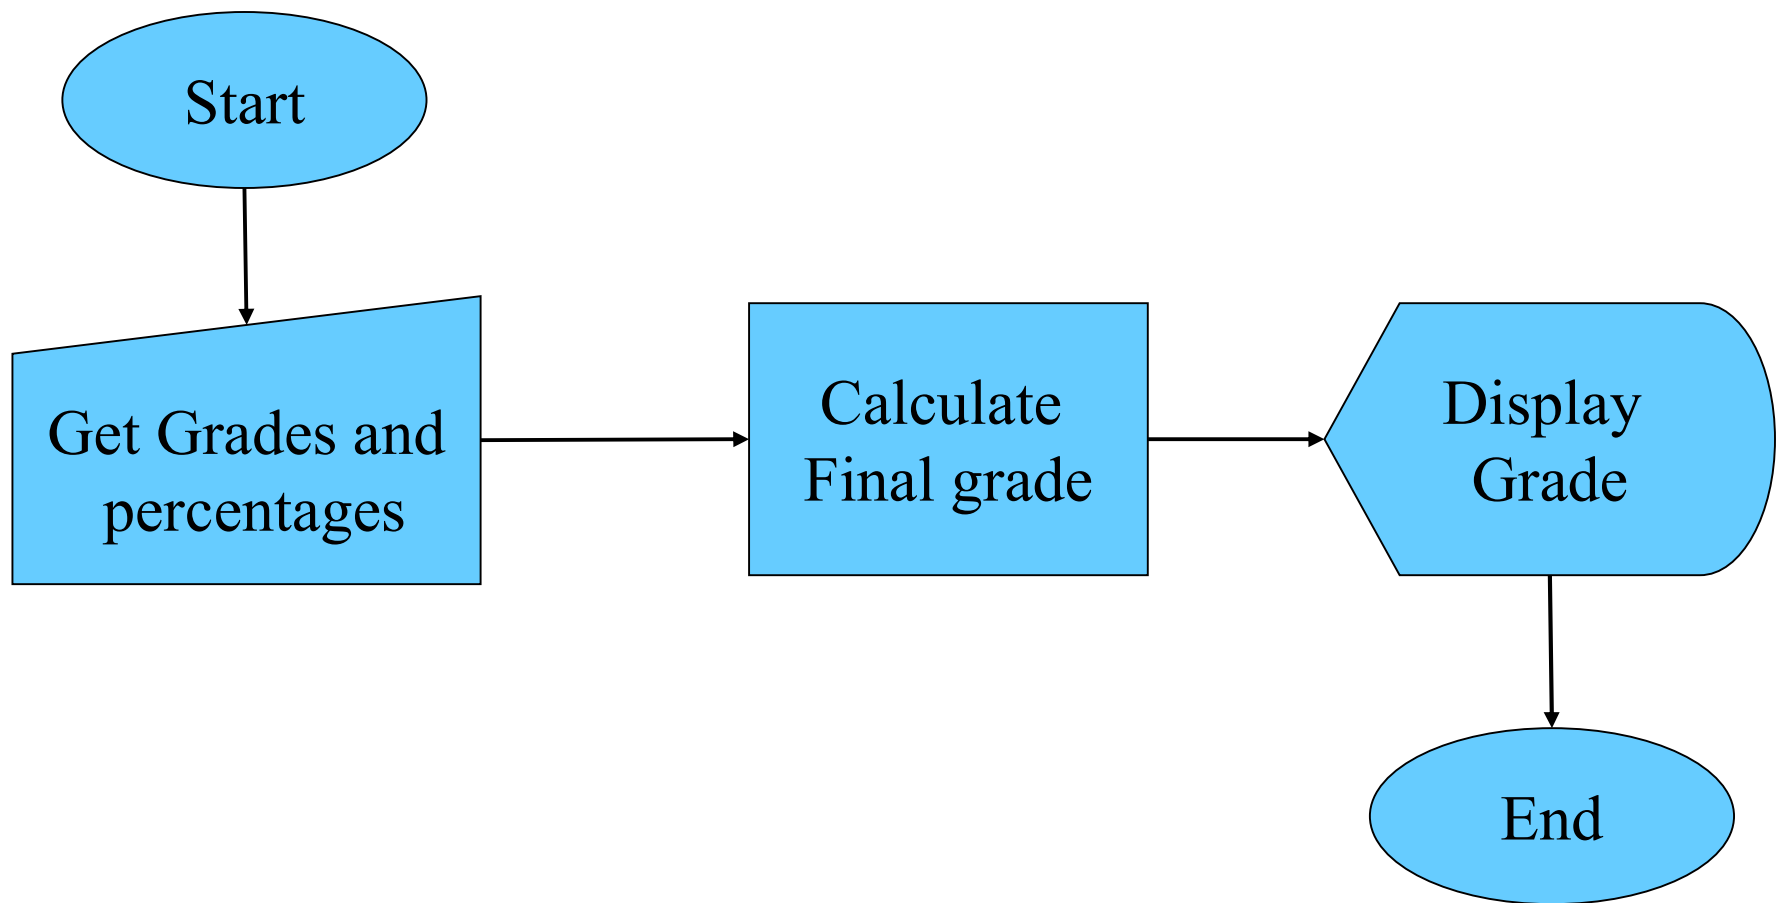 Start
Get Grades and
percentages
Calculate
Final grade
Display
Grade
End